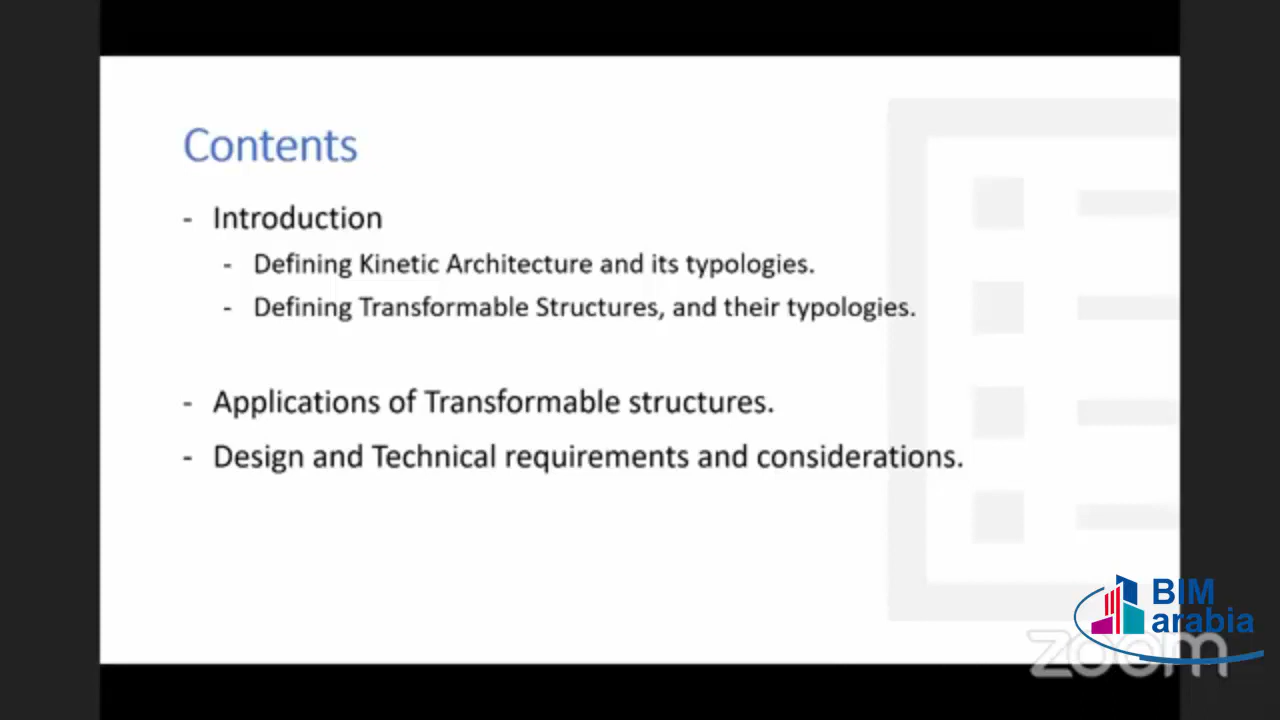 Contents
- Introduction
- Defining Kinetic Architecture and its typologies.
- Defining Transformable Structures, and their typologies.
- Applications of Transformable structures.
- Design and Technical requirements and considerations.
BIM
arabia
zoom